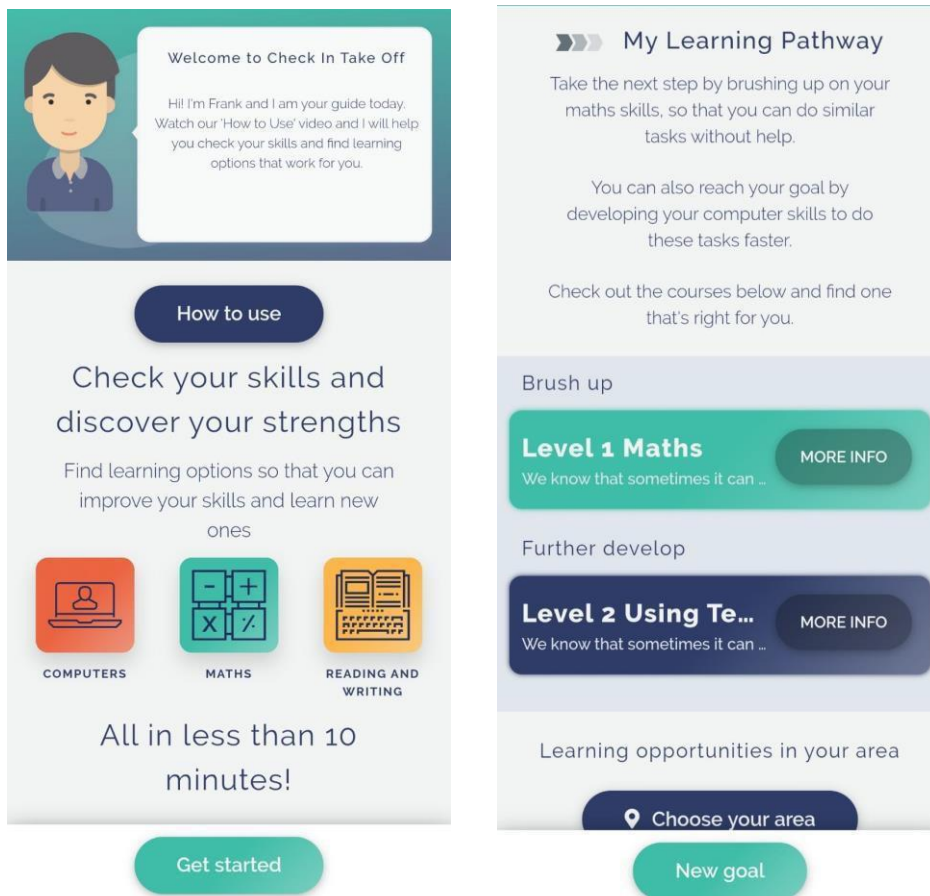 Welcome to Check In Take Off
Hi! I'm Frank and I am your guide today.
Watch our 'How to Use' video and I will help
you check your skills and find learning
options that work for you.
How to use
Check your skills and
discover your strengths
Find learning options so that you can
improve your skills and learn new
ones
COMPUTERS
MATHS
READING AND
WRITING
All in less than 10
minutes!
Get started
My Learning Pathway
Take the next step by brushing up on your
maths skills, so that you can do similar
tasks without help.
You can also reach your goal by
developing your computer skills to do
these tasks faster.
Check out the courses below and find one
that's right for you.
Brush up
Level 1 Maths
We know that sometimes it can ...
MORE INFO
Further develop
Level 2 Using Te...
We know that sometimes it can ...
MORE INFO
Learning opportunities in your area
Choose your area
New goal